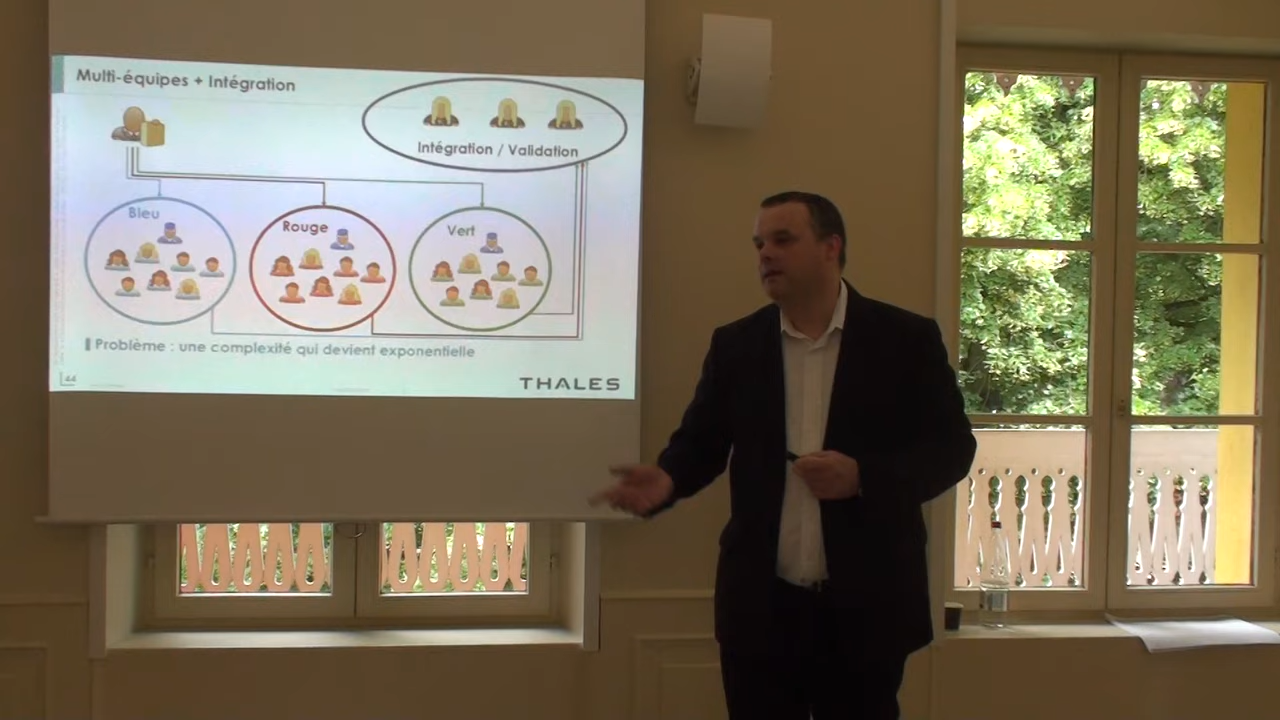 Multi-équipes + Intégration
Intégration / Validation
Bleu
Rouge
Vert
Problème : une complexité qui devient exponentielle
44
THALES